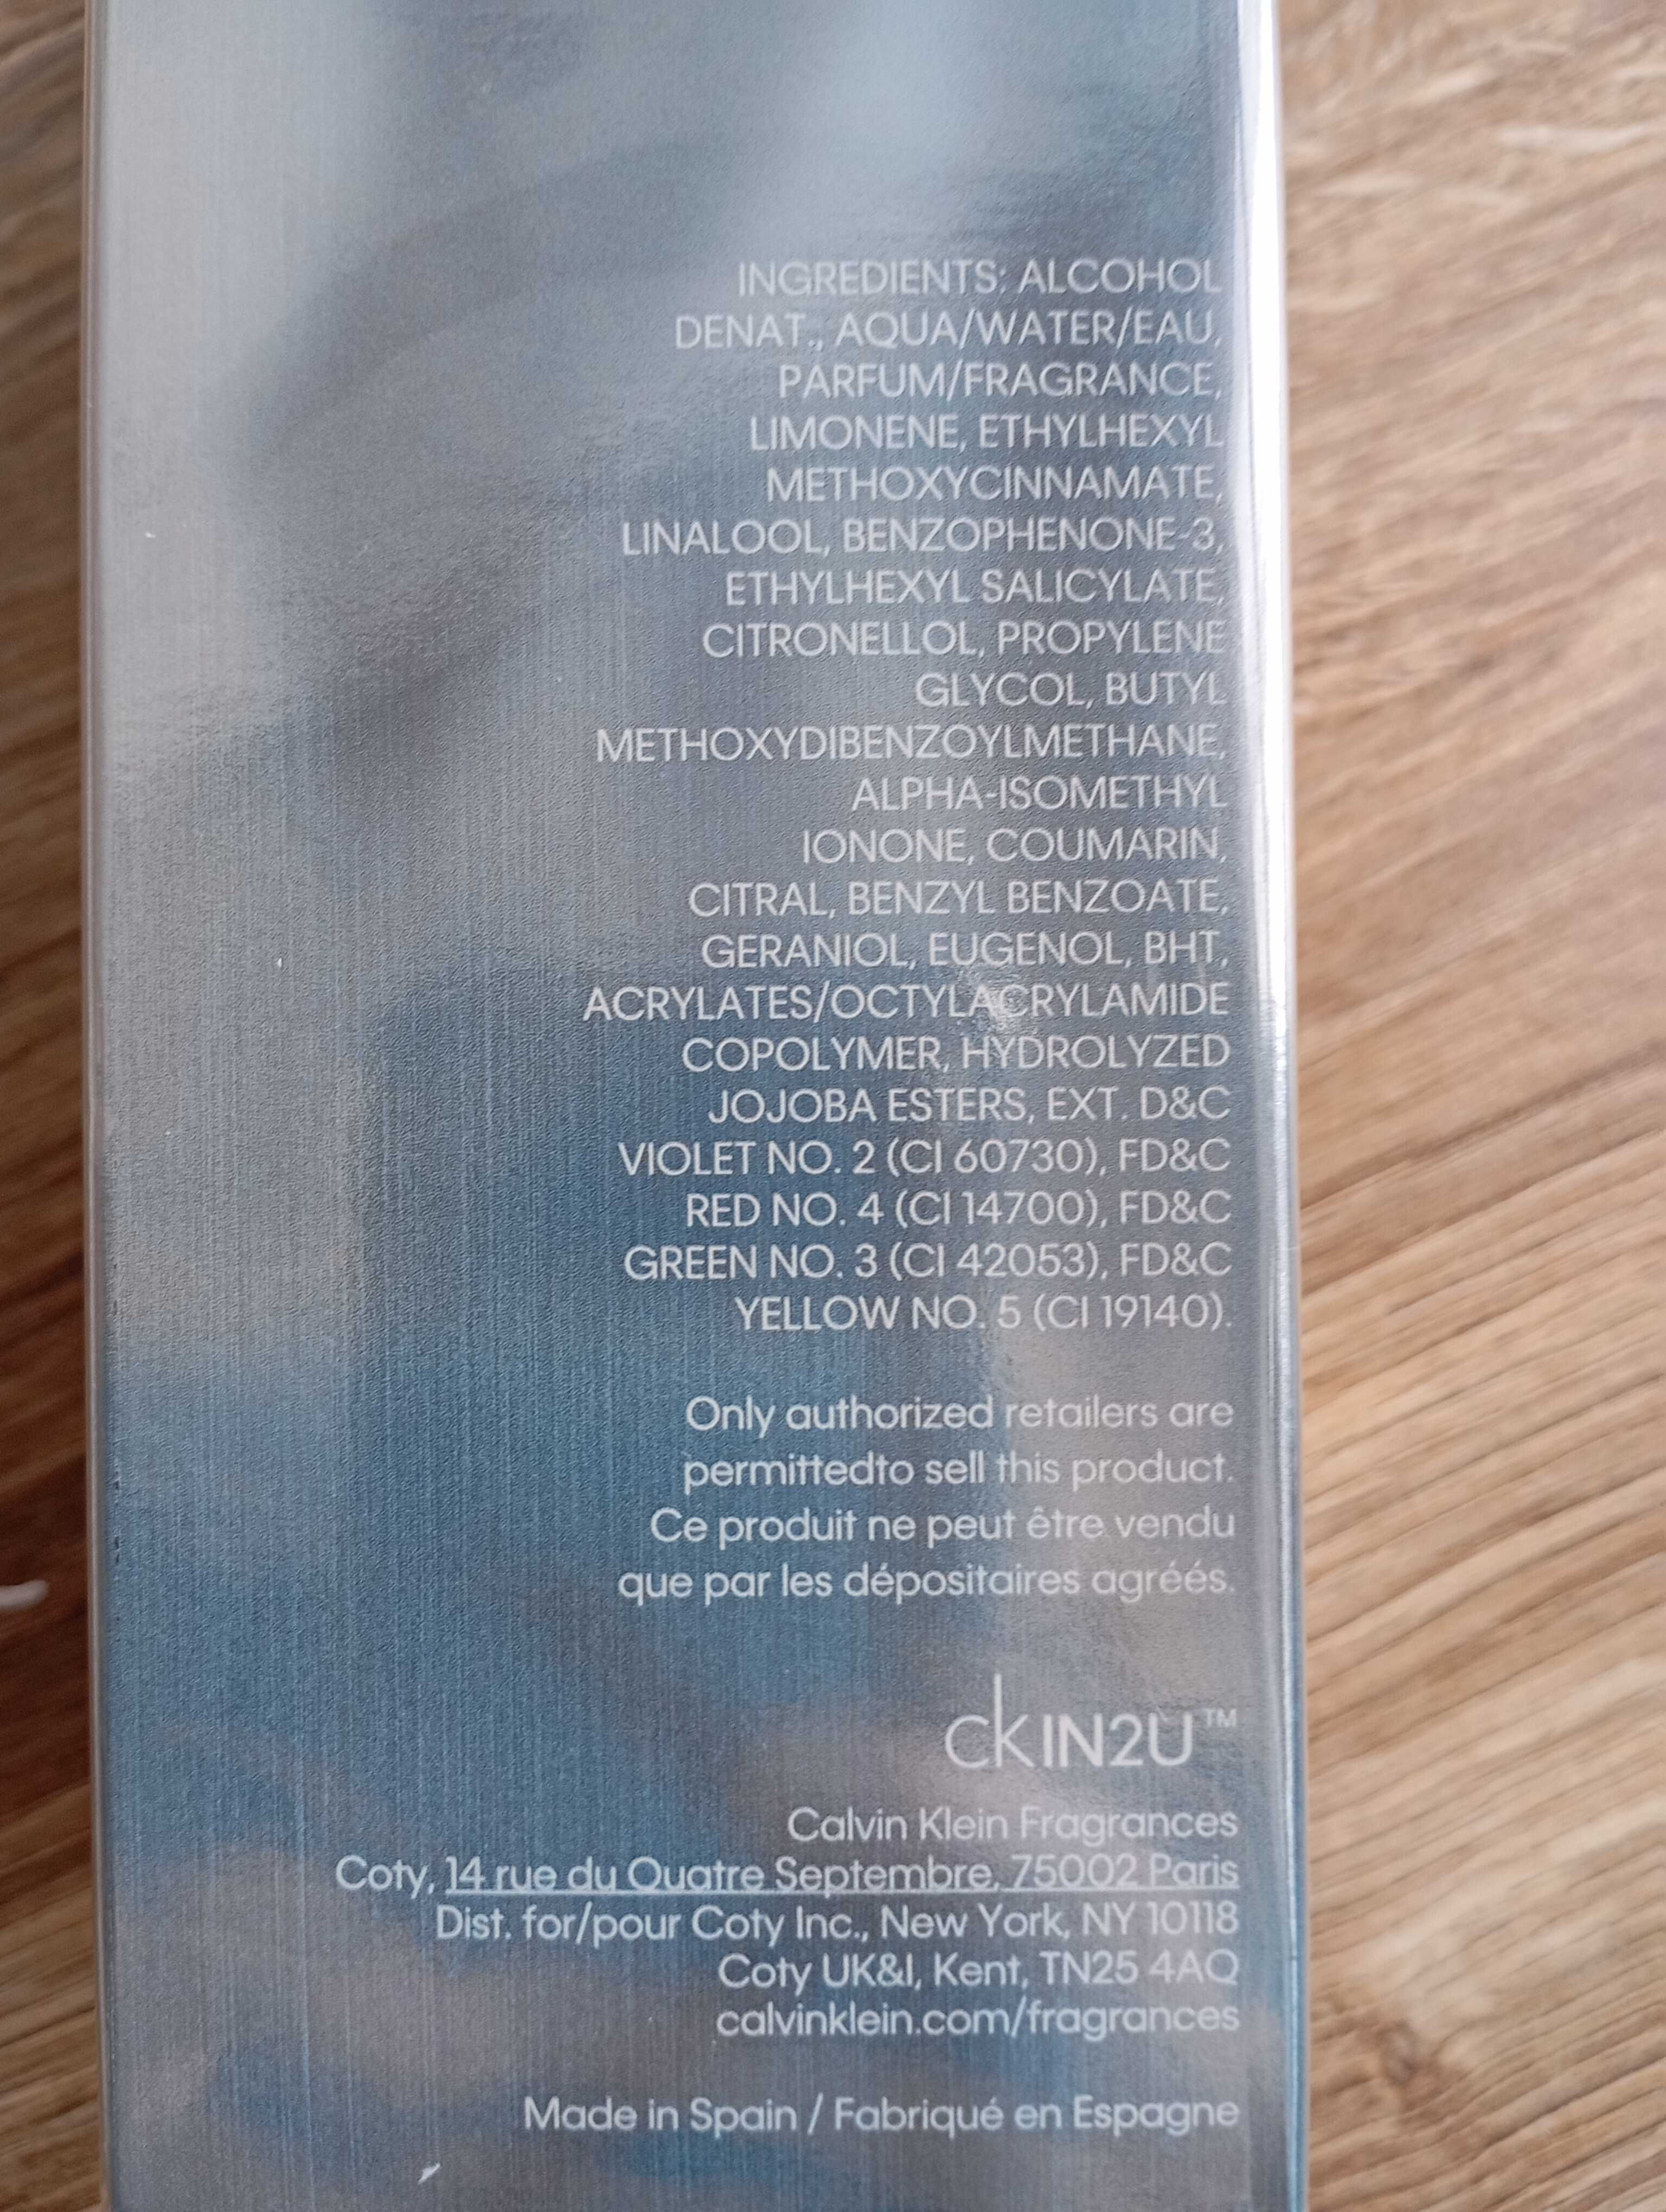 INGREDIENTS: ALCOHOL
DENAT., AQUA/WATER/EAU,
PARFUM/FRAGRANCE,
LIMONENE, ETHYLHEXYL
METHOXYCINNAMATE,
LINALOOL, BENZOPHENONE-3,
ETHYLHEXYL SALICYLATE,
CITRONELLOL, PROPYLENE
GLYCOL, BUTYL
METHOXYDIBENZOYLMETHANE,
ALPHA-ISOMETHYL
IONONE, COUMARIN,
CITRAL, BENZYL BENZOATE,
GERANIOL, EUGENOL, BHT,
ACRYLATES/OCTYLACRYLAMIDE
COPOLYMER, HYDROLYZED
JOJOBA ESTERS, EXT. D&C
VIOLET NO. 2 (CI 60730), FD&C
RED NO. 4 (CI 14700), FD&C
GREEN NO. 3 (CI 42053), FD&C
YELLOW NO. 5 (CI 19140).
Only authorized retailers are
permittedto sell this product.
Ce produit ne peut être vendu
que par les dépositaires agréés.
ckIN2U™
Calvin Klein Fragrances
Coty, 14 rue du Quatre Septembre, 75002 Paris
Dist. for/pour Coty Inc., New York, NY 10118
Coty UK&I, Kent, TN25 4AQ
calvinklein.com/fragrances
Made in Spain / Fabriqué en Espagne